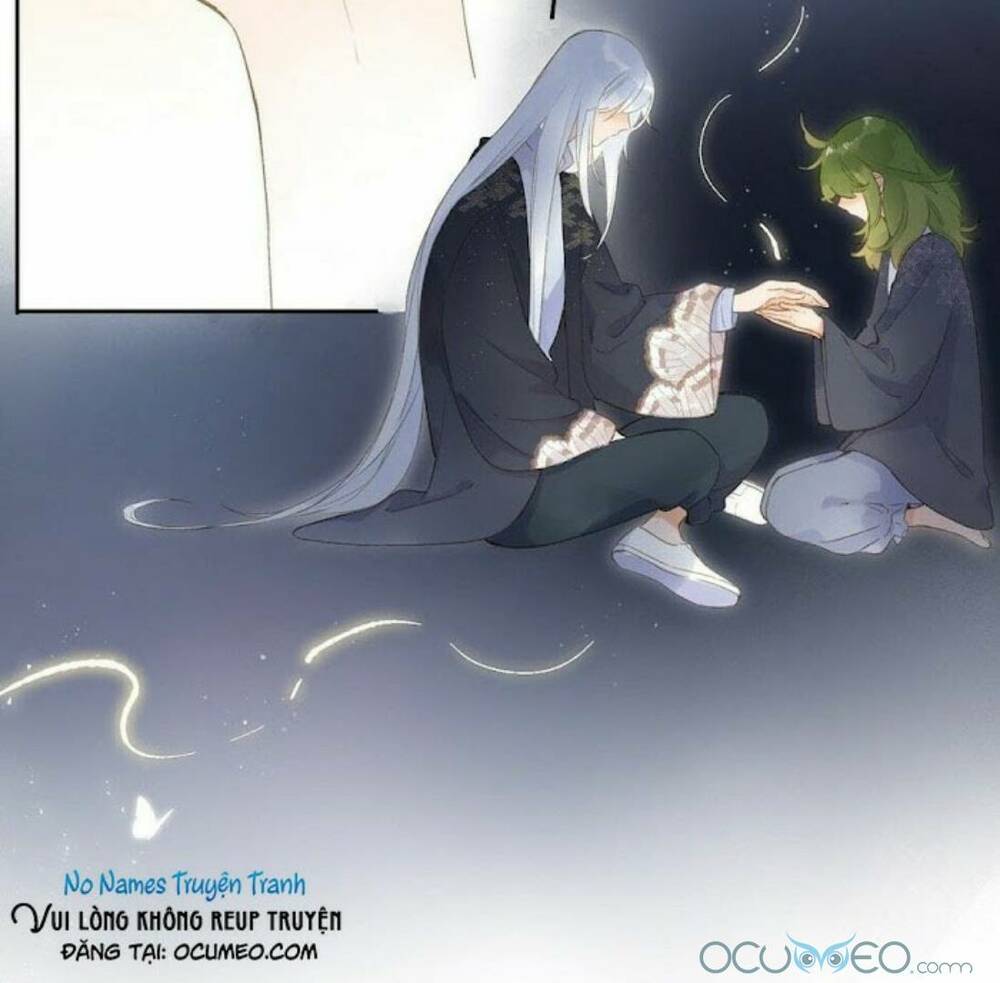 No Names Truyện Tranh
VUI LÒNG KHÔNG REUP TRUYỆN
ĐĂNG TẠI: OCUMEO.COM
OCUMEO.com